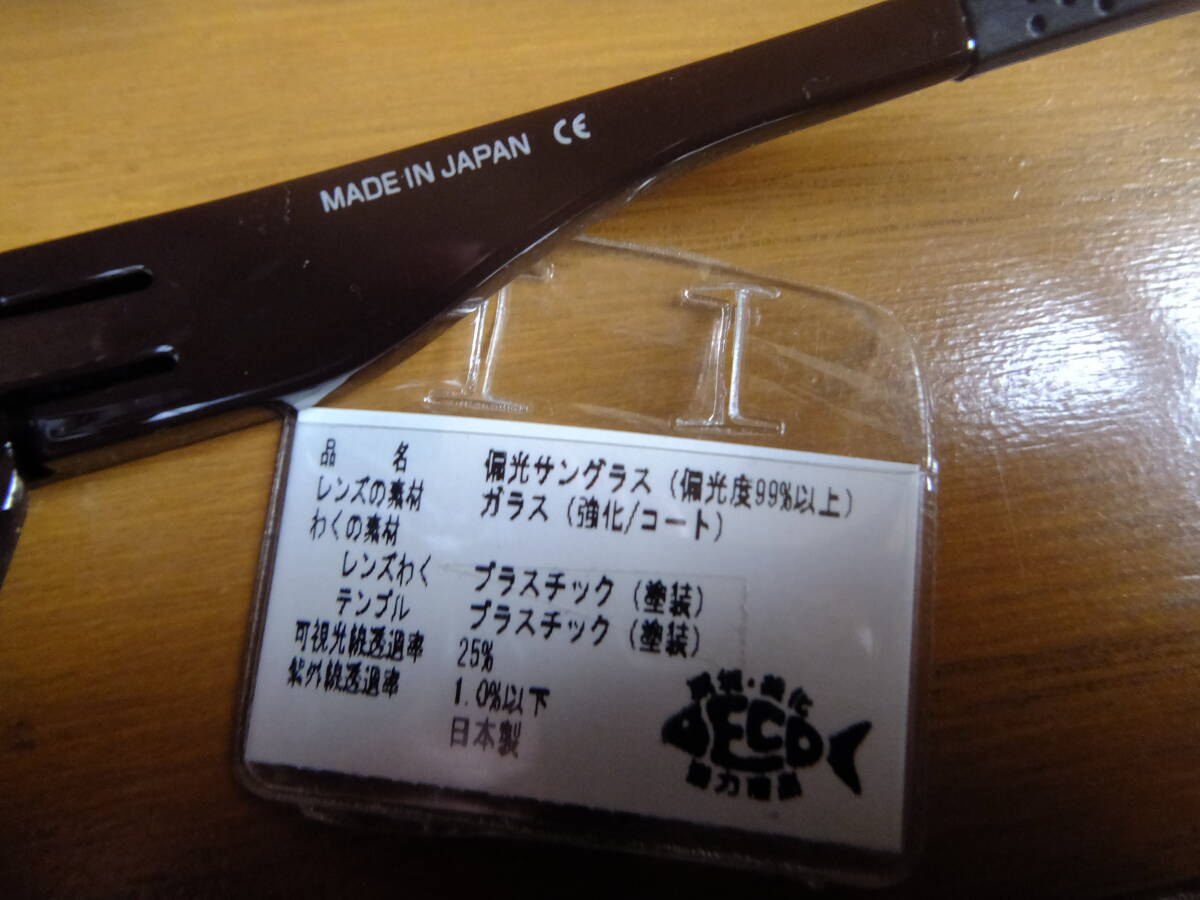 MADE IN JAPAN CE
品 名 偏光サングラス (偏光度99%以上)
レンズの素材 ガラス (強化/コート)
わくの素材
レンズわく プラスチック (塗装)
テンプル プラスチック (塗装)
可視光線透過率 25%
紫外線透過率 1.0%以下
日本製
ECO